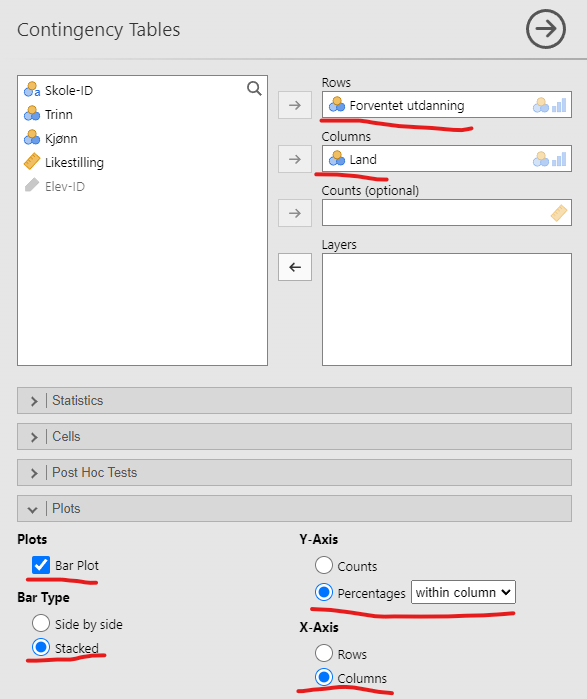 Contingency Tables
Skole-ID
Trinn
Kjønn
Likestilling
Elev-ID
Rows
Forventet utdanning
Columns
Land
Counts (optional)
Layers
Statistics
Cells
Post Hoc Tests
Plots
Plots
Bar Plot
Bar Type
Side by side
Stacked
Y-Axis
Counts
Percentages within column
X-Axis
Rows
Columns